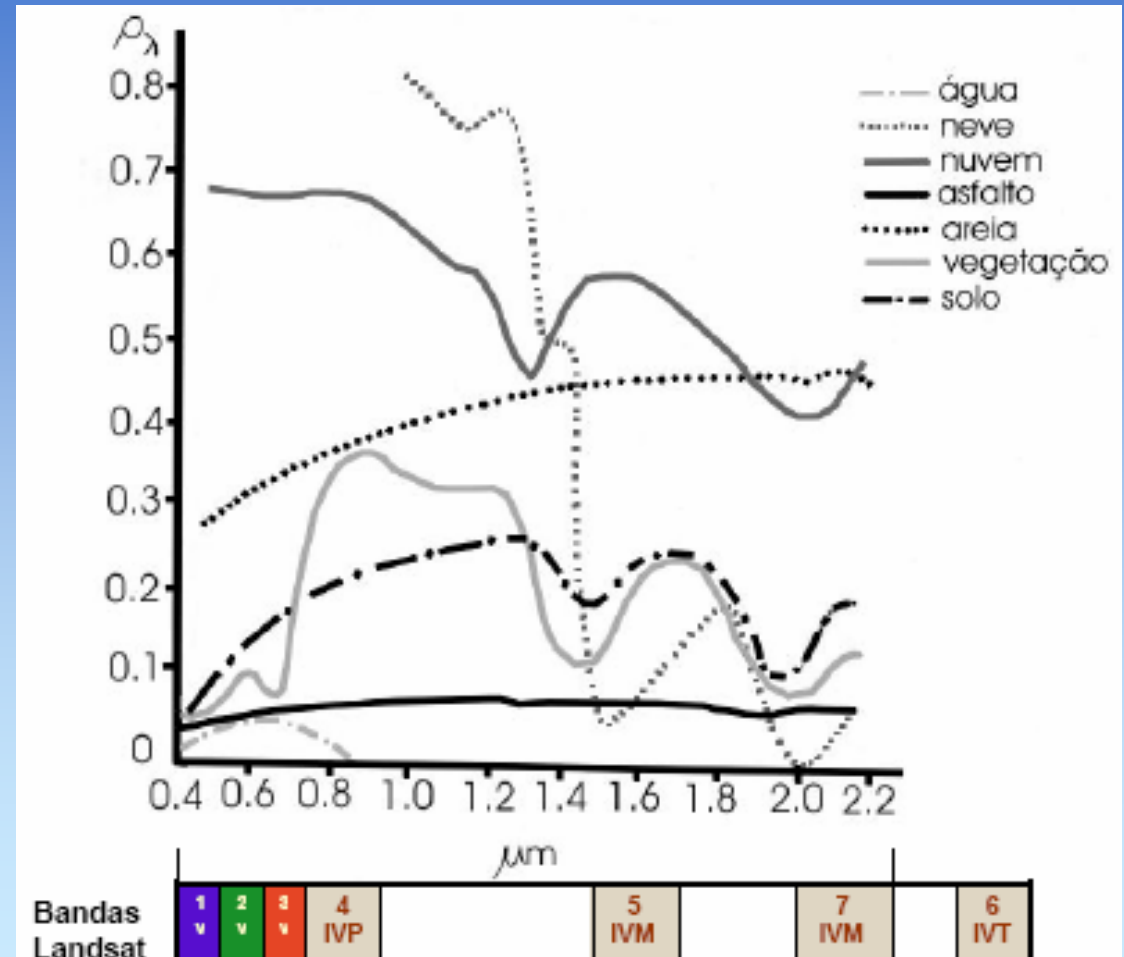 ρλ
0.8
0.7
0.6
0.5
0.4
0.3
0.2
0.1
0
água
neve
nuvem
asfalto
areia
vegetação
solo
0.4 0.6 0.8 1.0 1.2 1.4 1.6 1.8 2.0 2.2
μm
Bandas
Landsat
1
V
2
V
3
V
4
IVP
5
IVM
7
IVM
6
IVT